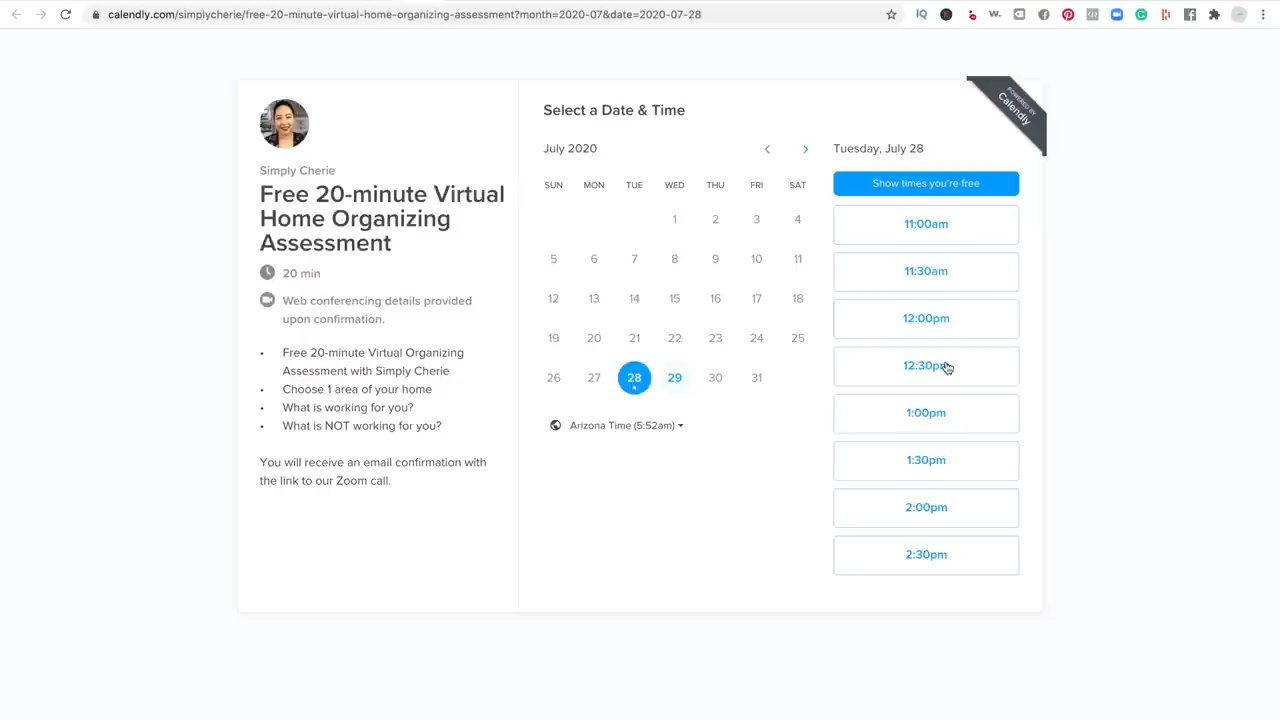 calendly.com/simplycherie/free-20-minute-virtual-home-organizing-assessment?month=2020-07&date=2020-07-28
IQ
w.
POWERED BY
Calendly
Simply Cherie
Free 20-minute Virtual
Home Organizing
Assessment
20 min
Web conferencing details provided
upon confirmation.
• Free 20-minute Virtual Organizing
Assessment with Simply Cherie
• Choose 1 area of your home
• What is working for you?
• What is NOT working for you?
You will receive an email confirmation with
the link to our Zoom call.
Select a Date & Time
July 2020
SUN MON TUE WED THU FRI SAT
1 2 3 4
5 6 7 8 9 10 11
12 13 14 15 16 17 18
19 20 21 22 23 24 25
26 27 28 29 30 31
Arizona Time (5:52am)
Tuesday, July 28
Show times you're free
11:00am
11:30am
12:00pm
12:30pm
1:00pm
1:30pm
2:00pm
2:30pm